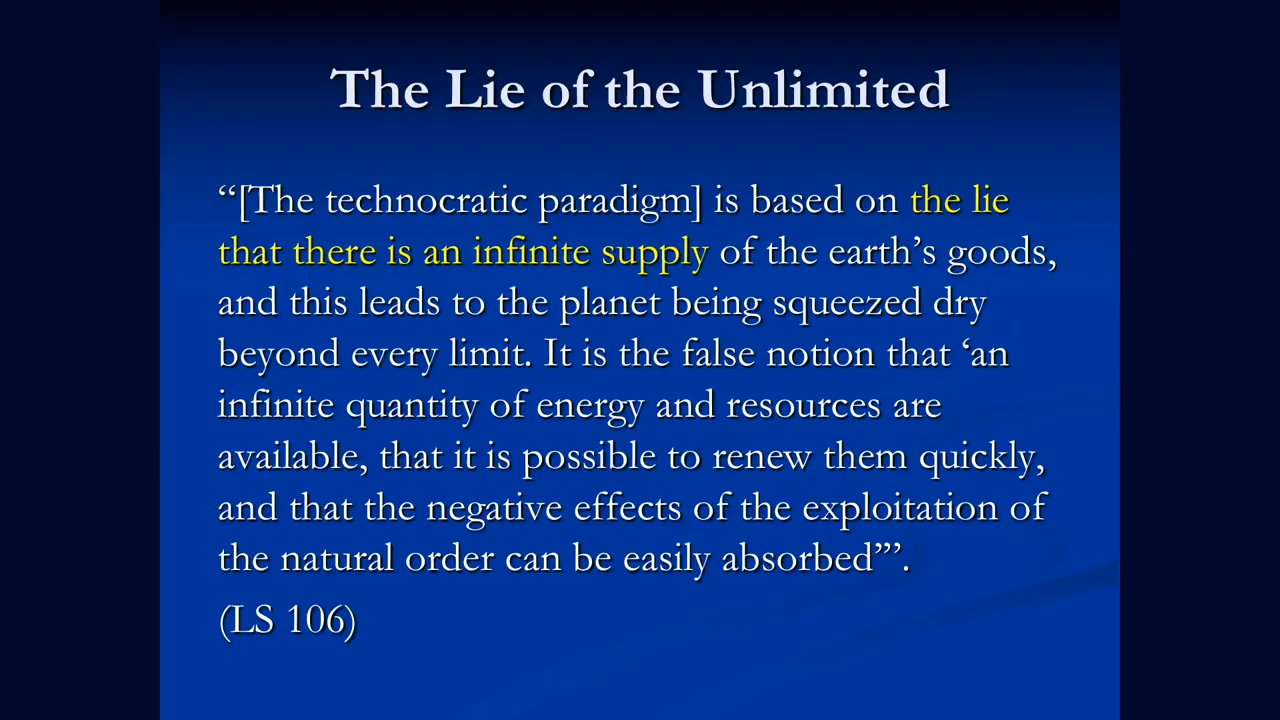 The Lie of the Unlimited
“[The technocratic paradigm] is based on the lie
that there is an infinite supply of the earth’s goods,
and this leads to the planet being squeezed dry
beyond every limit. It is the false notion that ‘an
infinite quantity of energy and resources are
available, that it is possible to renew them quickly,
and that the negative effects of the exploitation of
the natural order can be easily absorbed”’.
(LS 106)